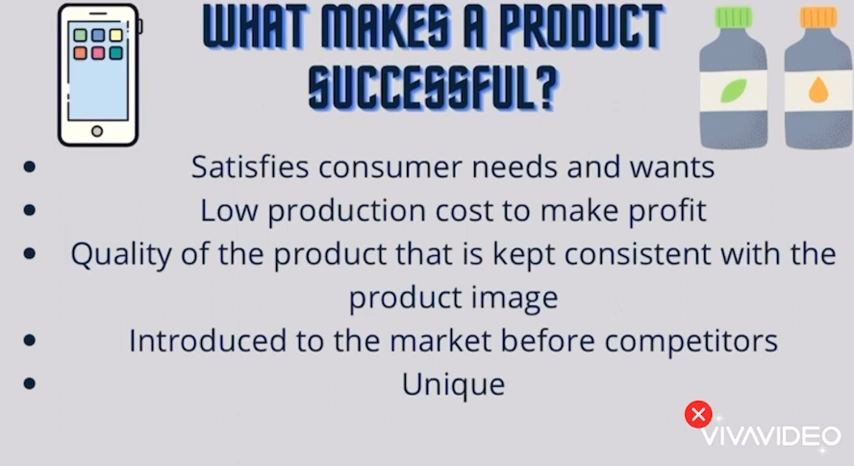 WHAT MAKES A PRODUCT
SUCCESSFUL?
• Satisfies consumer needs and wants
• Low production cost to make profit
• Quality of the product that is kept consistent with the
product image
• Introduced to the market before competitors
• Unique
VIVAVIDEO